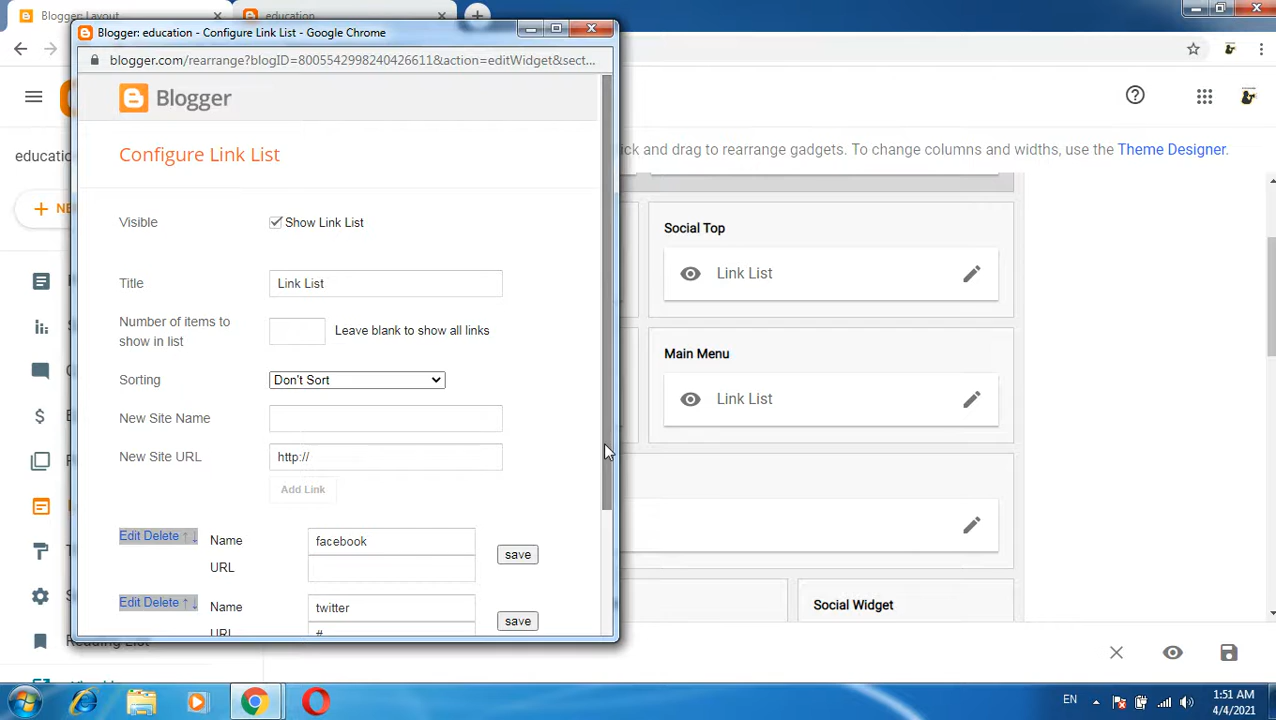 Blogger: Layout
education
Blogger: education - Configure Link List - Google Chrome
blogger.com/rearrange?blogID=8005542998240426611&action=editWidget&sect...
Blogger
Configure Link List
Visible
Show Link List
Title
Link List
Number of items to
show in list
Leave blank to show all links
Sorting
Don't Sort
New Site Name
New Site URL
http://
Add Link
Edit Delete ↑ ↓
Name
facebook
URL
save
Edit Delete ↑ ↓
Name
twitter
URL
#
save
ick and drag to rearrange gadgets. To change columns and widths, use the Theme Designer.
Social Top
Link List
Main Menu
Link List
Social Widget
Reading List
EN
1:51 AM
4/4/2021